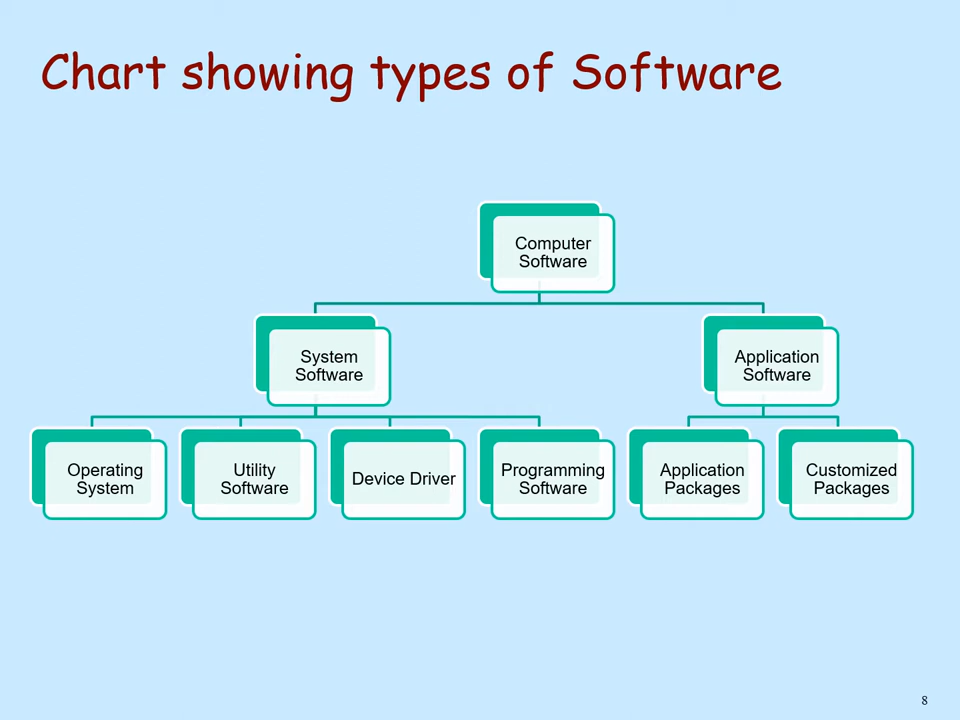 Chart showing types of Software
Computer
Software
System
Software
Application
Software
Operating
System
Utility
Software
Device Driver
Programming
Software
Application
Packages
Customized
Packages
8